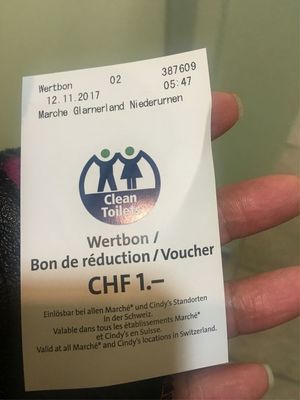 Wertbon 02 387609
12.11.2017 05:47
Marche Glarnerland Niederurnen
Clean
Toilets
Wertbon /
Bon de réduction / Voucher
CHF 1.–
Einlösbar bei allen Marché® und Cindy's Standorten
in der Schweiz.
Valable dans tous les établissements Marché®
et Cindy's en Suisse.
Valid at all Marché® and Cindy's locations in Switzerland.